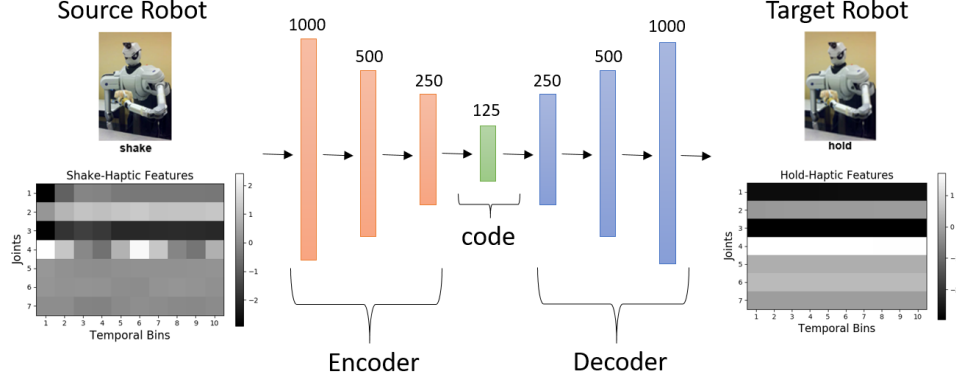 Source Robot
shake
Shake-Haptic Features
Joints
1
2
3
4
5
6
7
1 2 3 4 5 6 7 8 9 10
Temporal Bins
2
1
0
−1
−2
1000
500
250
125
250
500
1000
code
Encoder
Decoder
Target Robot
hold
Hold-Haptic Features
Joints
1
2
3
4
5
6
7
1 2 3 4 5 6 7 8 9 10
Temporal Bins
1
0